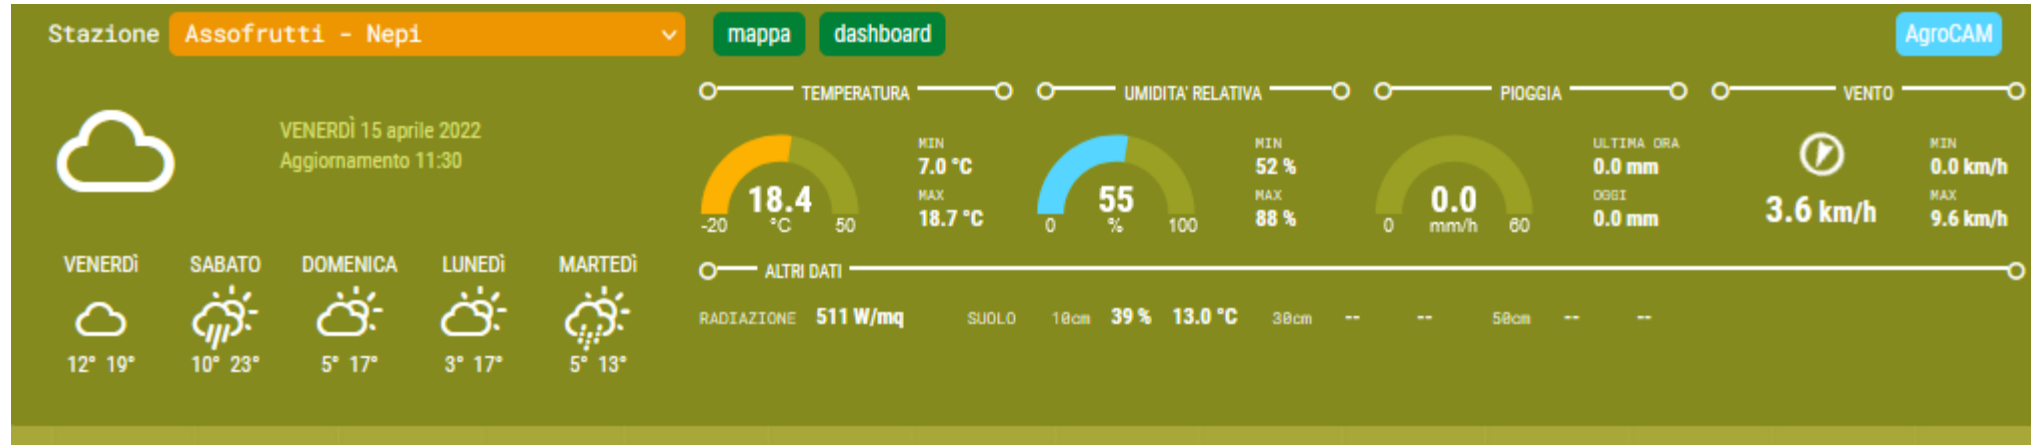 Stazione Assofrutti - Nepi mappa dashboard AgroCAM
VENERDÌ 15 aprile 2022
Aggiornamento 11:30
VENERDì SABATO DOMENICA LUNEDì MARTEDì
12° 19° 10° 23° 5° 17° 3° 17° 5° 13°
TEMPERATURA
18.4
°C
-20 50
MIN
7.0 °C
MAX
18.7 °C
UMIDITA' RELATIVA
55
%
0 100
MIN
52 %
MAX
88 %
PIOGGIA
0.0
mm/h
0 60
ULTIMA ORA
0.0 mm
OGGI
0.0 mm
VENTO
3.6 km/h
MIN
0.0 km/h
MAX
9.6 km/h
ALTRI DATI
RADIAZIONE 511 W/mq SUOLO 10cm 39 % 13.0 °C 30cm -- -- 50cm -- --